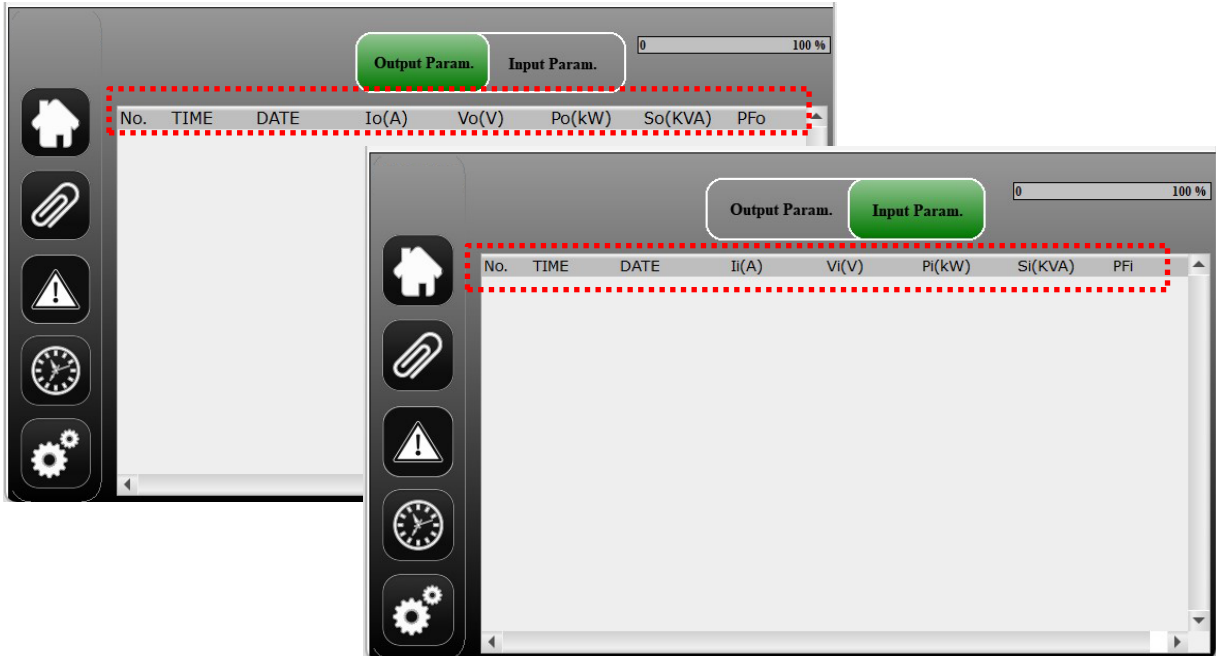 Output Param. Input Param.
0 100 %
No. TIME DATE Io(A) Vo(V) Po(kW) So(KVA) PFo
Output Param. Input Param.
0 100 %
No. TIME DATE Ii(A) Vi(V) Pi(kW) Si(KVA) PFi